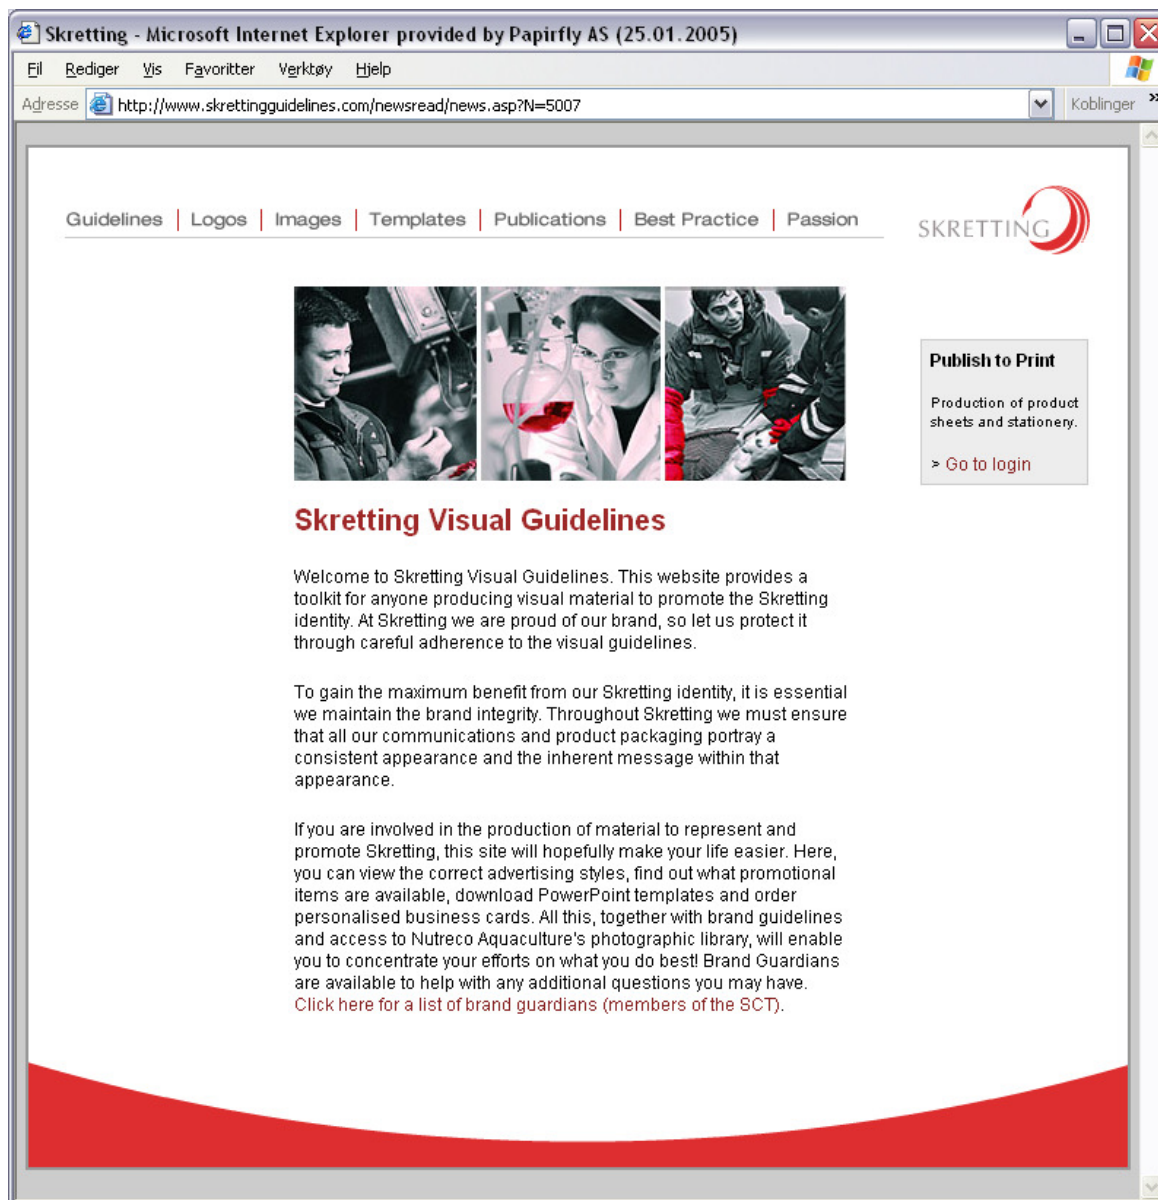 Skretting - Microsoft Internet Explorer provided by Papirfly AS (25.01.2005)
Fil Rediger Vis Favoritter Verktøy Hjelp
Adresse http://www.skrettingguidelines.com/newsread/news.asp?N=5007 Koblinger »
Guidelines | Logos | Images | Templates | Publications | Best Practice | Passion
SKRETTING
Publish to Print
Production of product
sheets and stationery.
> Go to login
Skretting Visual Guidelines
Welcome to Skretting Visual Guidelines. This website provides a
toolkit for anyone producing visual material to promote the Skretting
identity. At Skretting we are proud of our brand, so let us protect it
through careful adherence to the visual guidelines.
To gain the maximum benefit from our Skretting identity, it is essential
we maintain the brand integrity. Throughout Skretting we must ensure
that all our communications and product packaging portray a
consistent appearance and the inherent message within that
appearance.
If you are involved in the production of material to represent and
promote Skretting, this site will hopefully make your life easier. Here,
you can view the correct advertising styles, find out what promotional
items are available, download PowerPoint templates and order
personalised business cards. All this, together with brand guidelines
and access to Nutreco Aquaculture's photographic library, will enable
you to concentrate your efforts on what you do best! Brand Guardians
are available to help with any additional questions you may have.
Click here for a list of brand guardians (members of the SCT).